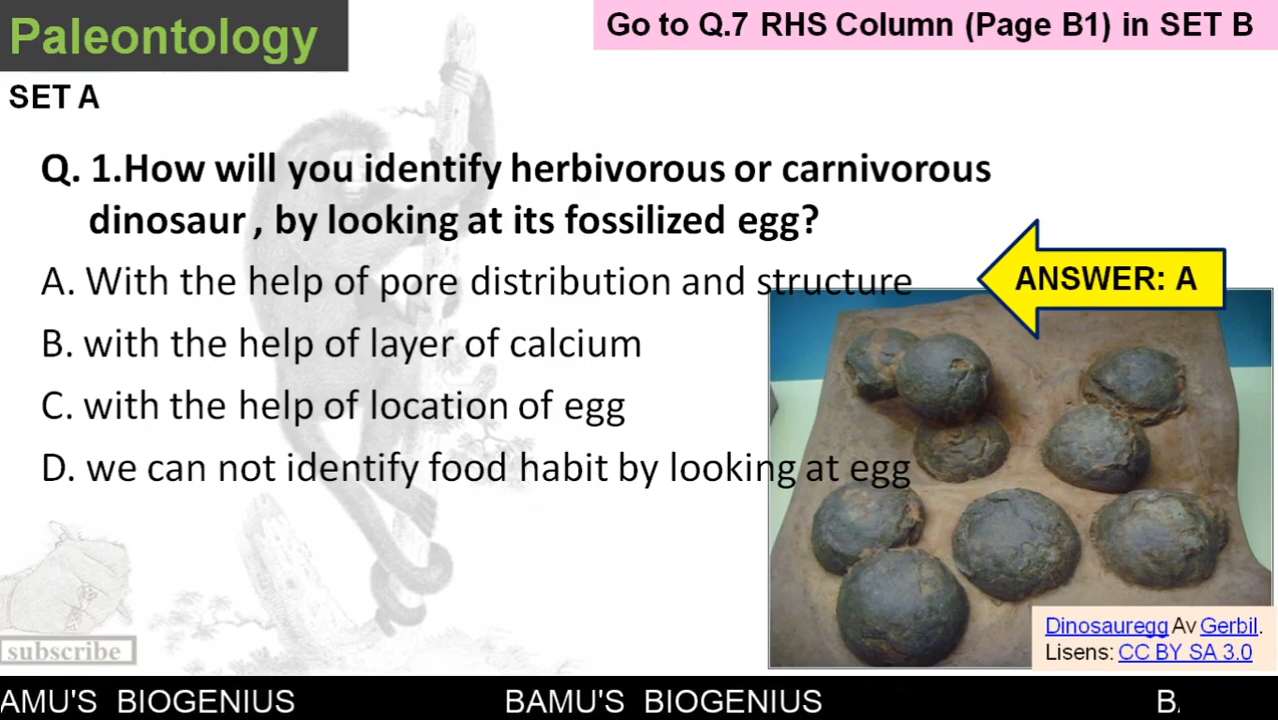 Paleontology
Go to Q.7 RHS Column (Page B1) in SET B
SET A
Q. 1.How will you identify herbivorous or carnivorous
dinosaur , by looking at its fossilized egg?
A. With the help of pore distribution and structure
ANSWER: A
B. with the help of layer of calcium
C. with the help of location of egg
D. we can not identify food habit by looking at egg
Dinosauregg Av Gerbil.
Lisens: CC BY SA 3.0
subscribe
AMU'S BIOGENIUS BAMU'S BIOGENIUS B